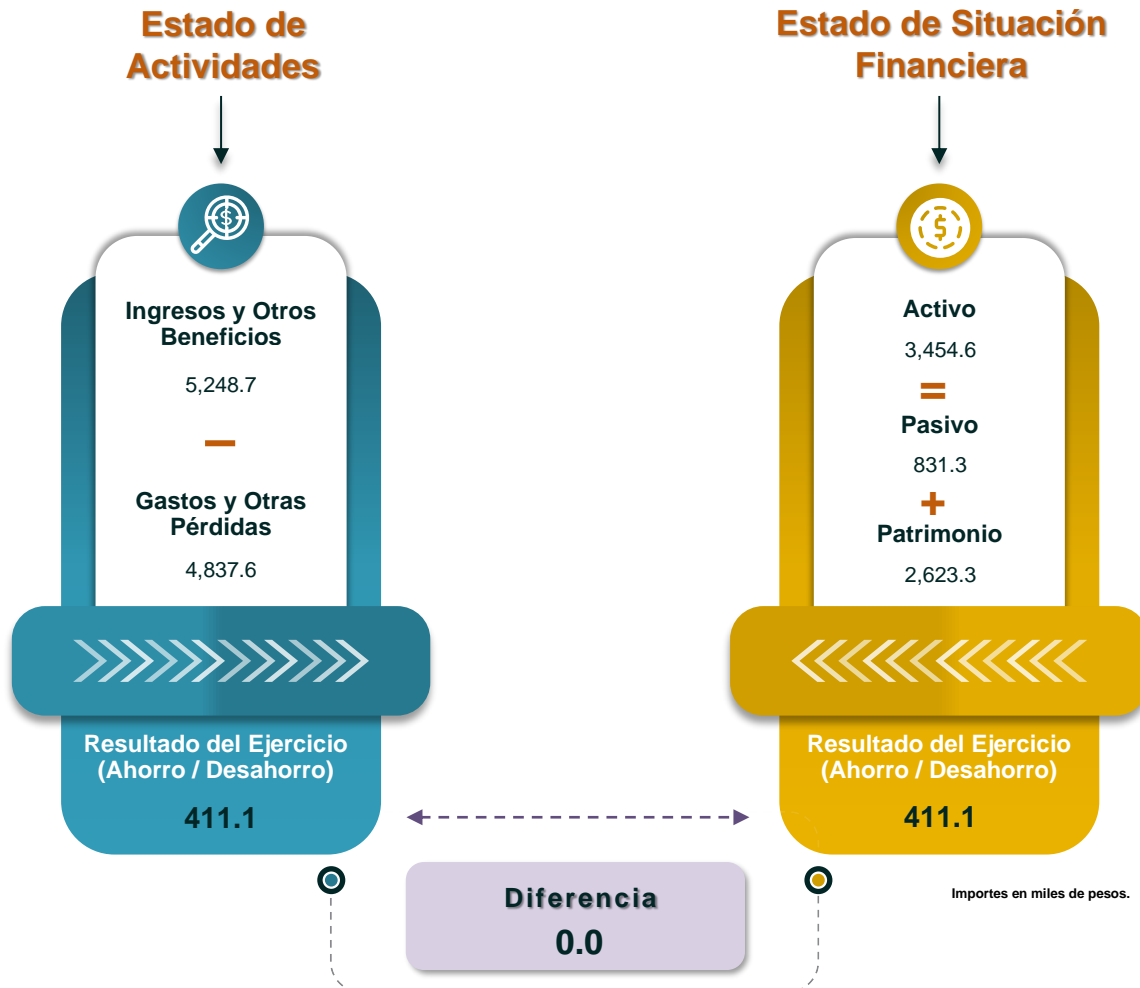 Estado de
Actividades
Ingresos y Otros
Beneficios
5,248.7
−
Gastos y Otras
Pérdidas
4,837.6
Resultado del Ejercicio
(Ahorro / Desahorro)
411.1
Estado de Situación
Financiera
$
Activo
3,454.6
=
Pasivo
831.3
+
Patrimonio
2,623.3
Resultado del Ejercicio
(Ahorro / Desahorro)
411.1
Diferencia
0.0
Importes en miles de pesos.